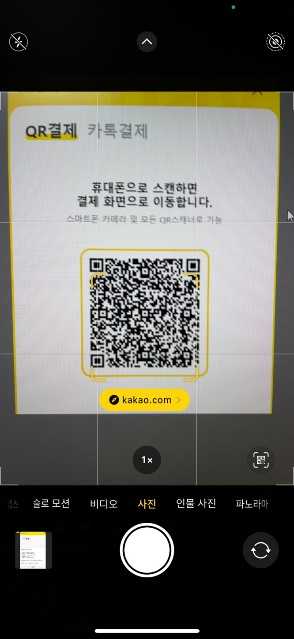 QR결제 카톡결제
휴대폰으로 스캔하면
결제 화면으로 이동합니다.
스마트폰 카메라 및 모든 QR스캐너로 가능
kakao.com
1×
슬로 모션 비디오 사진 인물 사진 파노라마